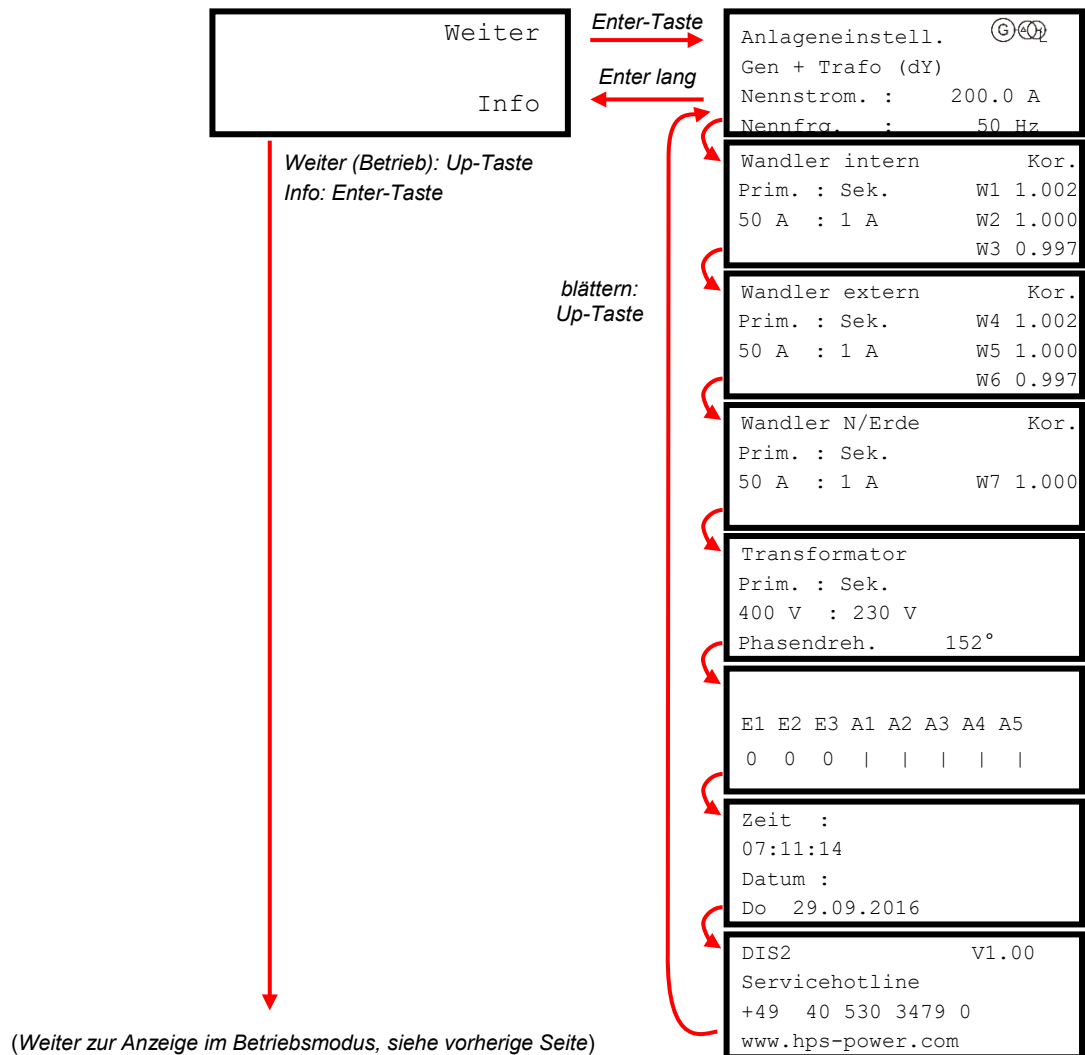 Weiter
Info
Enter-Taste
Enter lang
Weiter (Betrieb): Up-Taste
Info: Enter-Taste
blättern:
Up-Taste
Anlageneinstell. G
Gen + Trafo (dY)
Nennstrom. : 200.0 A
Nennfrq. : 50 Hz
Wandler intern Kor.
Prim. : Sek. W1 1.002
50 A : 1 A W2 1.000
W3 0.997
Wandler extern Kor.
Prim. : Sek. W4 1.002
50 A : 1 A W5 1.000
W6 0.997
Wandler N/Erde Kor.
Prim. : Sek.
50 A : 1 A W7 1.000
Transformator
Prim. : Sek.
400 V : 230 V
Phasendreh. 152°
E1 E2 E3 A1 A2 A3 A4 A5
0 0 0 | | | | |
Zeit :
07:11:14
Datum :
Do 29.09.2016
DIS2 V1.00
Servicehotline
+49 40 530 3479 0
www.hps-power.com
(Weiter zur Anzeige im Betriebsmodus, siehe vorherige Seite)